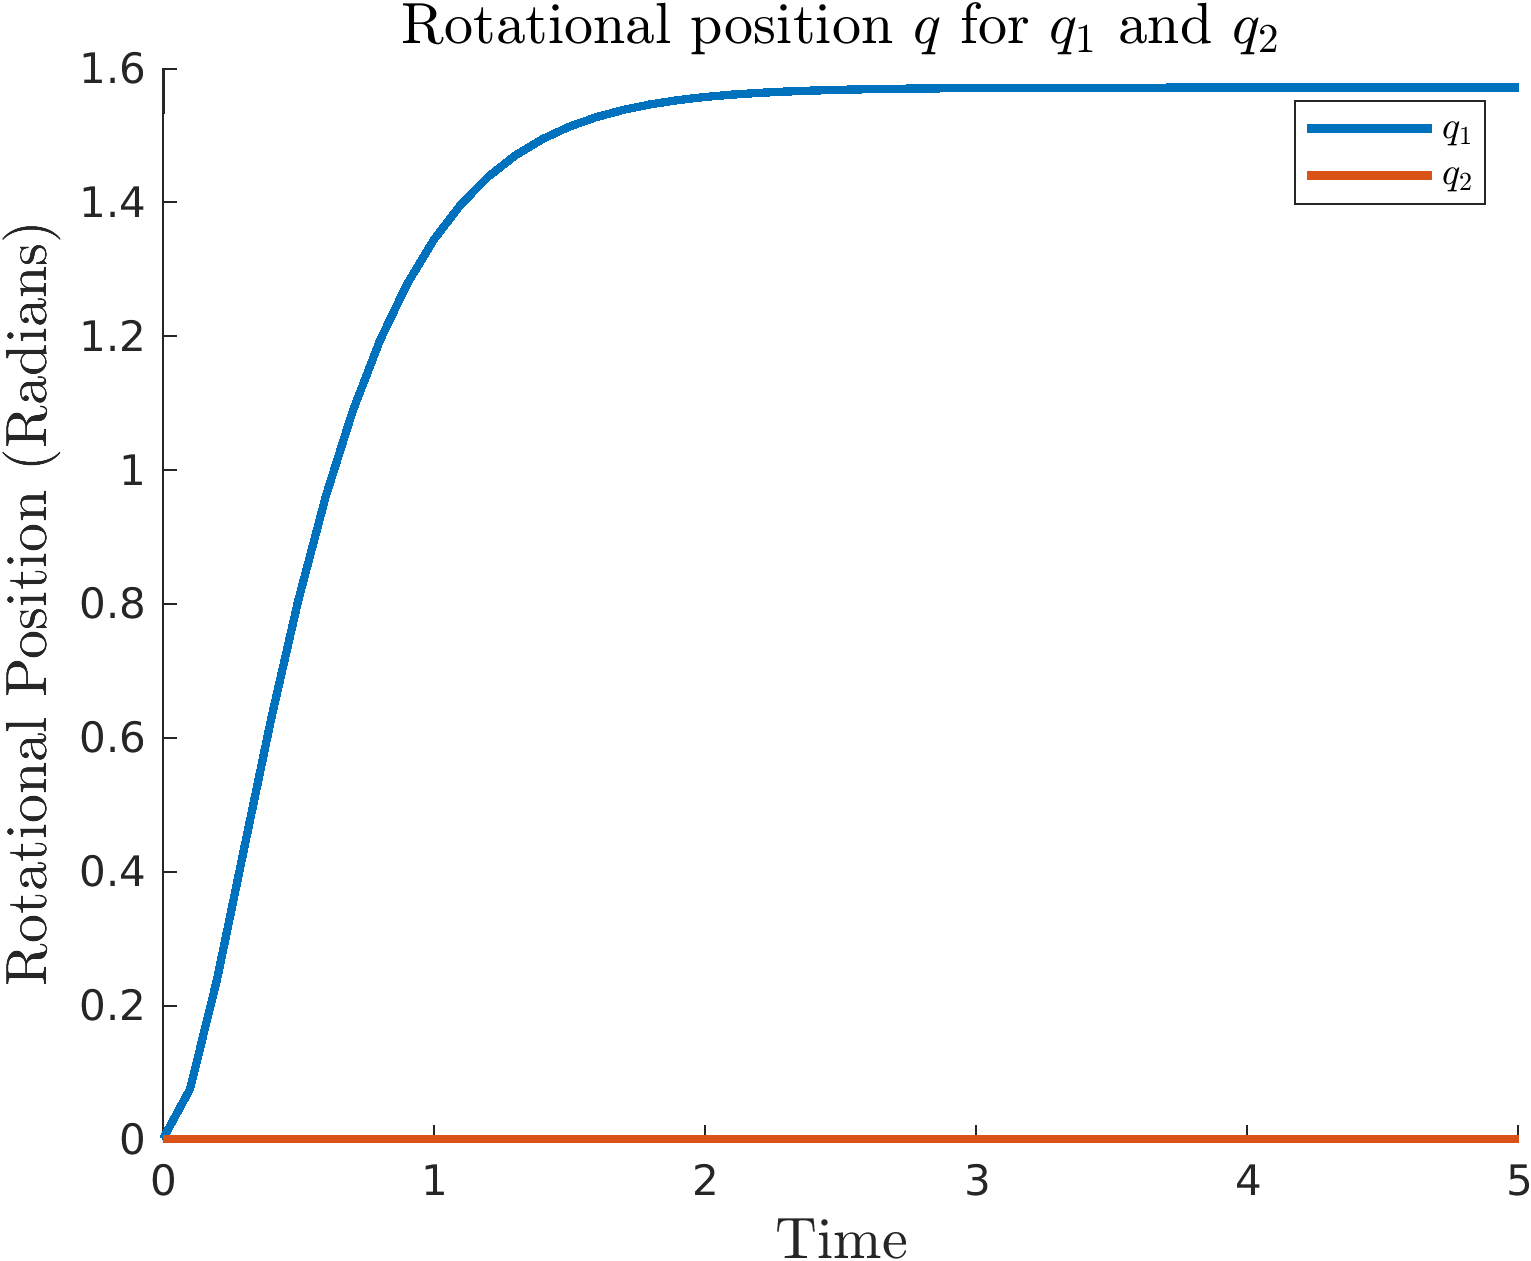 Rotational position q for q₁ and q₂
1.6
1.4
1.2
1
0.8
0.6
0.4
0.2
0
Rotational Position (Radians)
q₁
q₂
0 1 2 3 4 5
Time